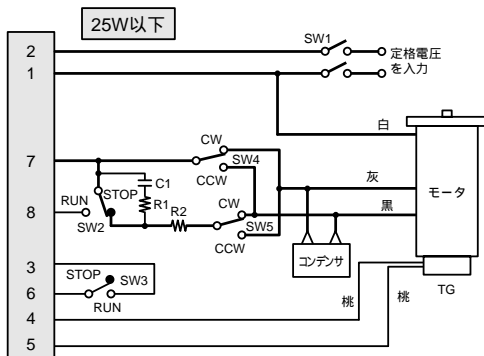 25W以下
2
SW1
定格電圧
を入力
1
白
7
CW
SW4
CCW
灰
モータ
STOP
C1
R1
RUN
8
SW2
R2
CW
黒
SW5
CCW
コンデンサ
3
STOP
SW3
6
RUN
TG
4
桃
桃
5